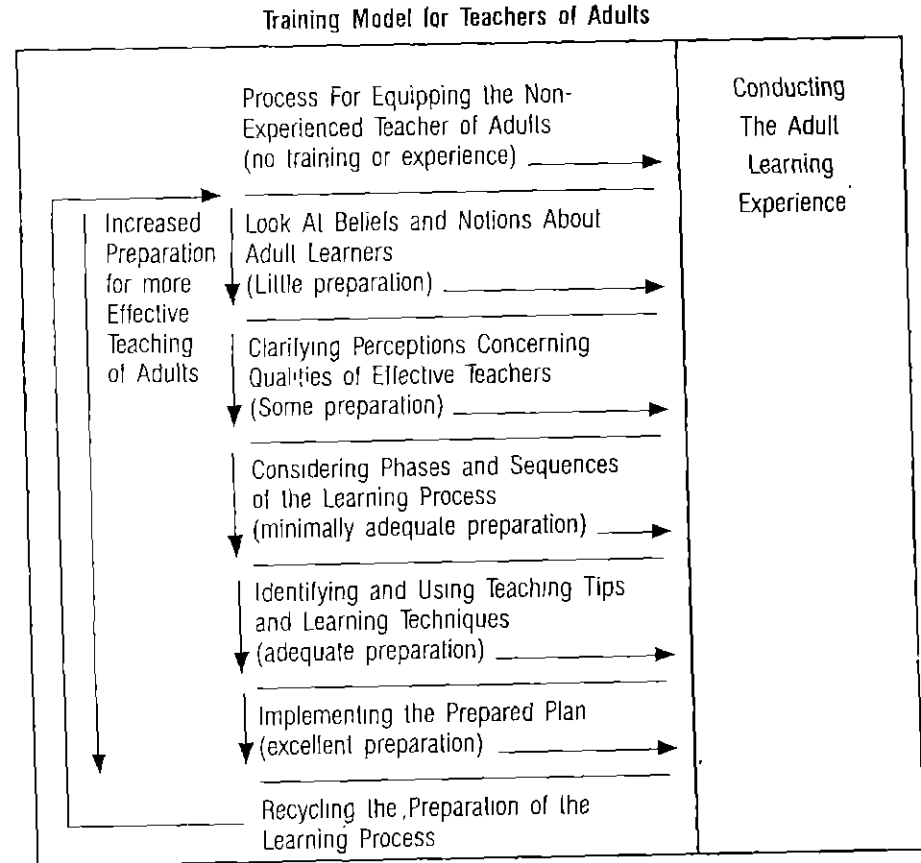 Training Model for Teachers of Adults
Process For Equipping the Non-
Experienced Teacher of Adults
(no training or experience)
Conducting
The Adult
Learning
Experience
Increased
Preparation
for more
Effective
Teaching
of Adults
Look At Beliefs and Notions About
Adult Learners
(Little preparation)
Clarifying Perceptions Concerning
Qualities of Effective Teachers
(Some preparation)
Considering Phases and Sequences
of the Learning Process
(minimally adequate preparation)
Identifying and Using Teaching Tips
and Learning Techniques
(adequate preparation)
Implementing the Prepared Plan
(excellent preparation)
Recycling the Preparation of the
Learning Process